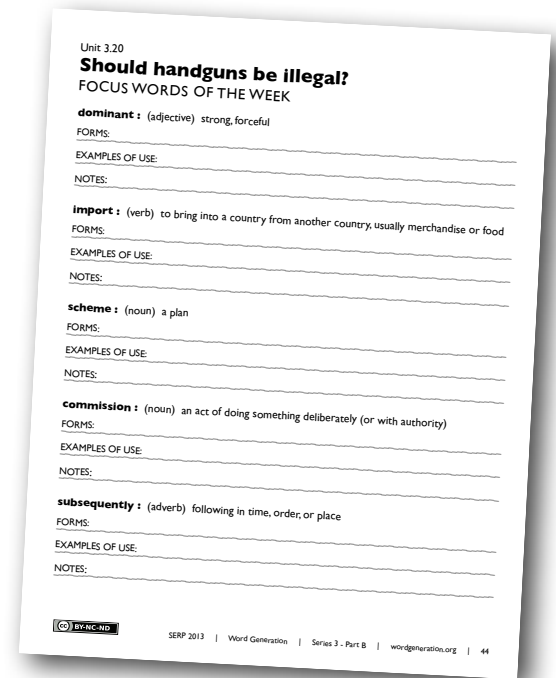 Unit 3.20
Should handguns be illegal?
FOCUS WORDS OF THE WEEK
dominant : (adjective) strong, forceful
FORMS:
EXAMPLES OF USE:
NOTES:
import : (verb) to bring into a country from another country, usually merchandise or food
FORMS:
EXAMPLES OF USE:
NOTES:
scheme : (noun) a plan
FORMS:
EXAMPLES OF USE:
NOTES:
commission : (noun) an act of doing something deliberately (or with authority)
FORMS:
EXAMPLES OF USE:
NOTES:
subsequently : (adverb) following in time, order, or place
FORMS:
EXAMPLES OF USE:
NOTES:
cc BY-NC-ND
SERP 2013 | Word Generation | Series 3 - Part B | wordgeneration.org | 44